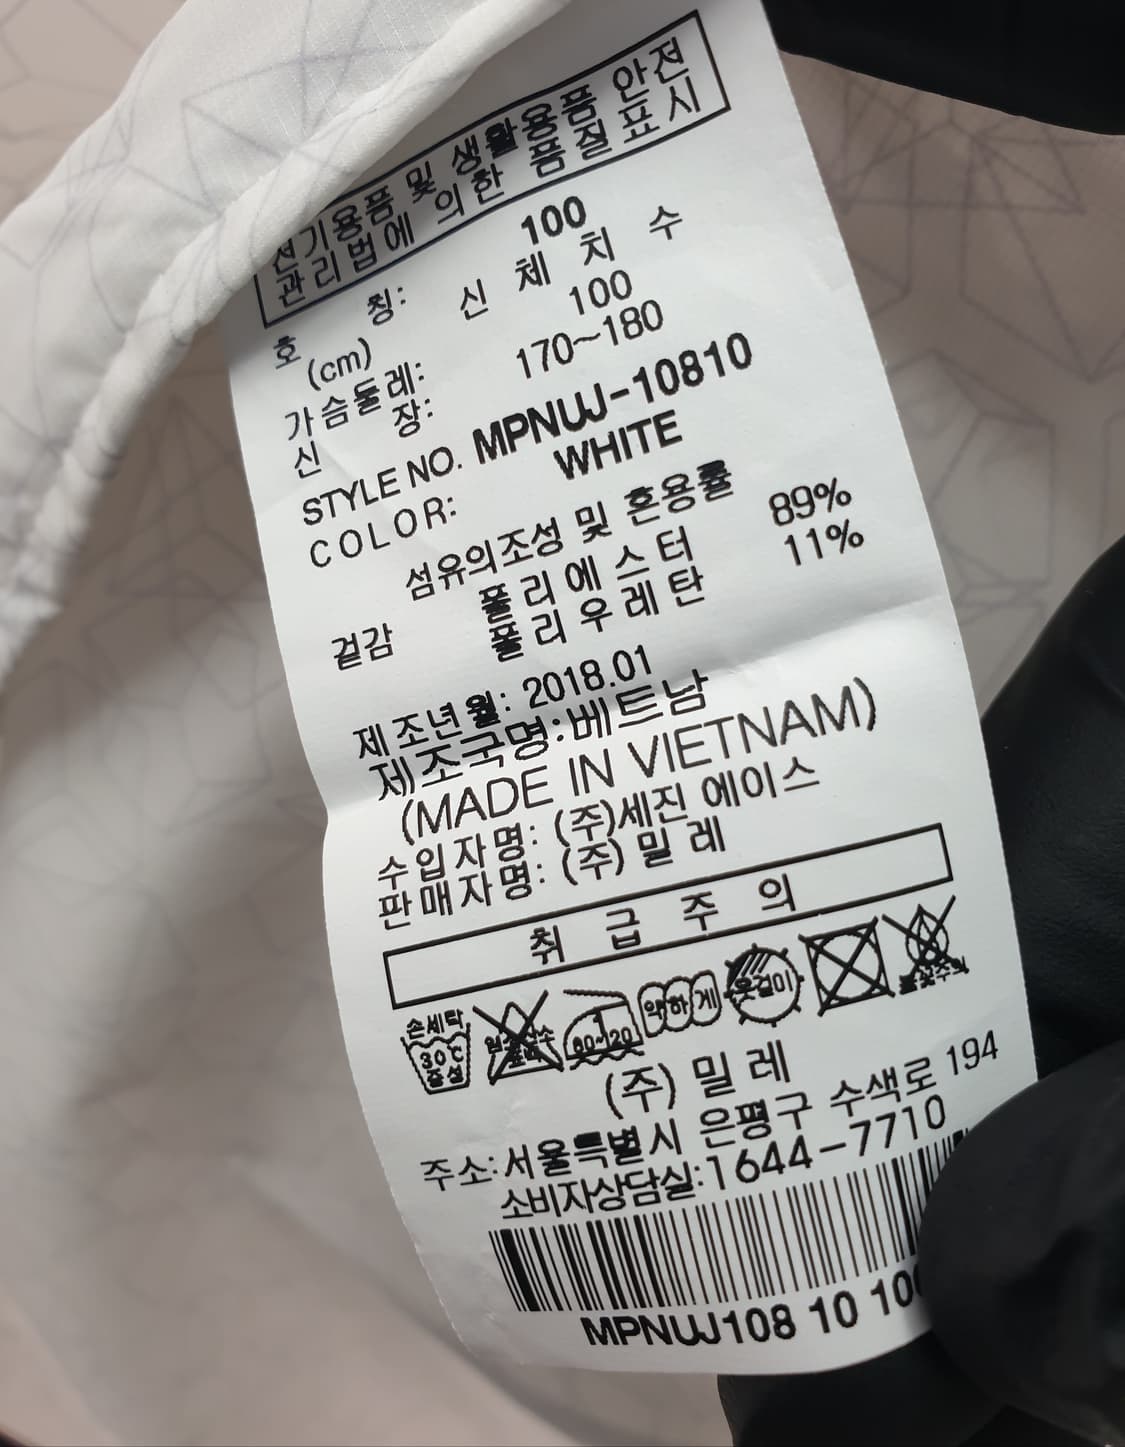 전기용품 및 생활용품 안전
관리법에 의한 품질표시
호 칭: 100
(cm) 신 체 치 수
가슴둘레: 100
신 장: 170~180
STYLE NO. MPNUJ-10810
COLOR: WHITE
섬유의조성 및 혼용률
겉감 폴리에스터 89%
폴리우레탄 11%
제조년월: 2018.01
제조국명:베트남
(MADE IN VIETNAM)
수입자명: (주)세진 에이스
판매자명: (주) 밀 레
취 급 주 의
손세탁 30℃ 중성
80~120
약하게
옷걸이
불꽃주의
(주) 밀 레
주소:서울특별시 은평구 수색로 194
소비자상담실:1644-7710
MPNUJ108 10